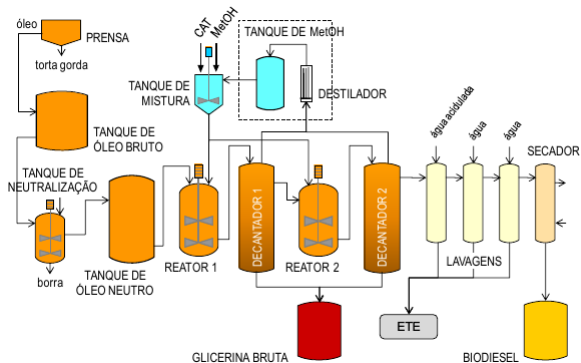 óleo
PRENSA
torta gorda
TANQUE DE
ÓLEO BRUTO
TANQUE DE
NEUTRALIZAÇÃO
borra
TANQUE DE
ÓLEO NEUTRO
CAT
MetOH
TANQUE DE
MISTURA
TANQUE DE MetOH
DESTILADOR
REATOR 1
DECANTADOR 1
REATOR 2
DECANTADOR 2
GLICERINA BRUTA
água acidulada
água
água
LAVAGENS
ETE
SECADOR
BIODIESEL